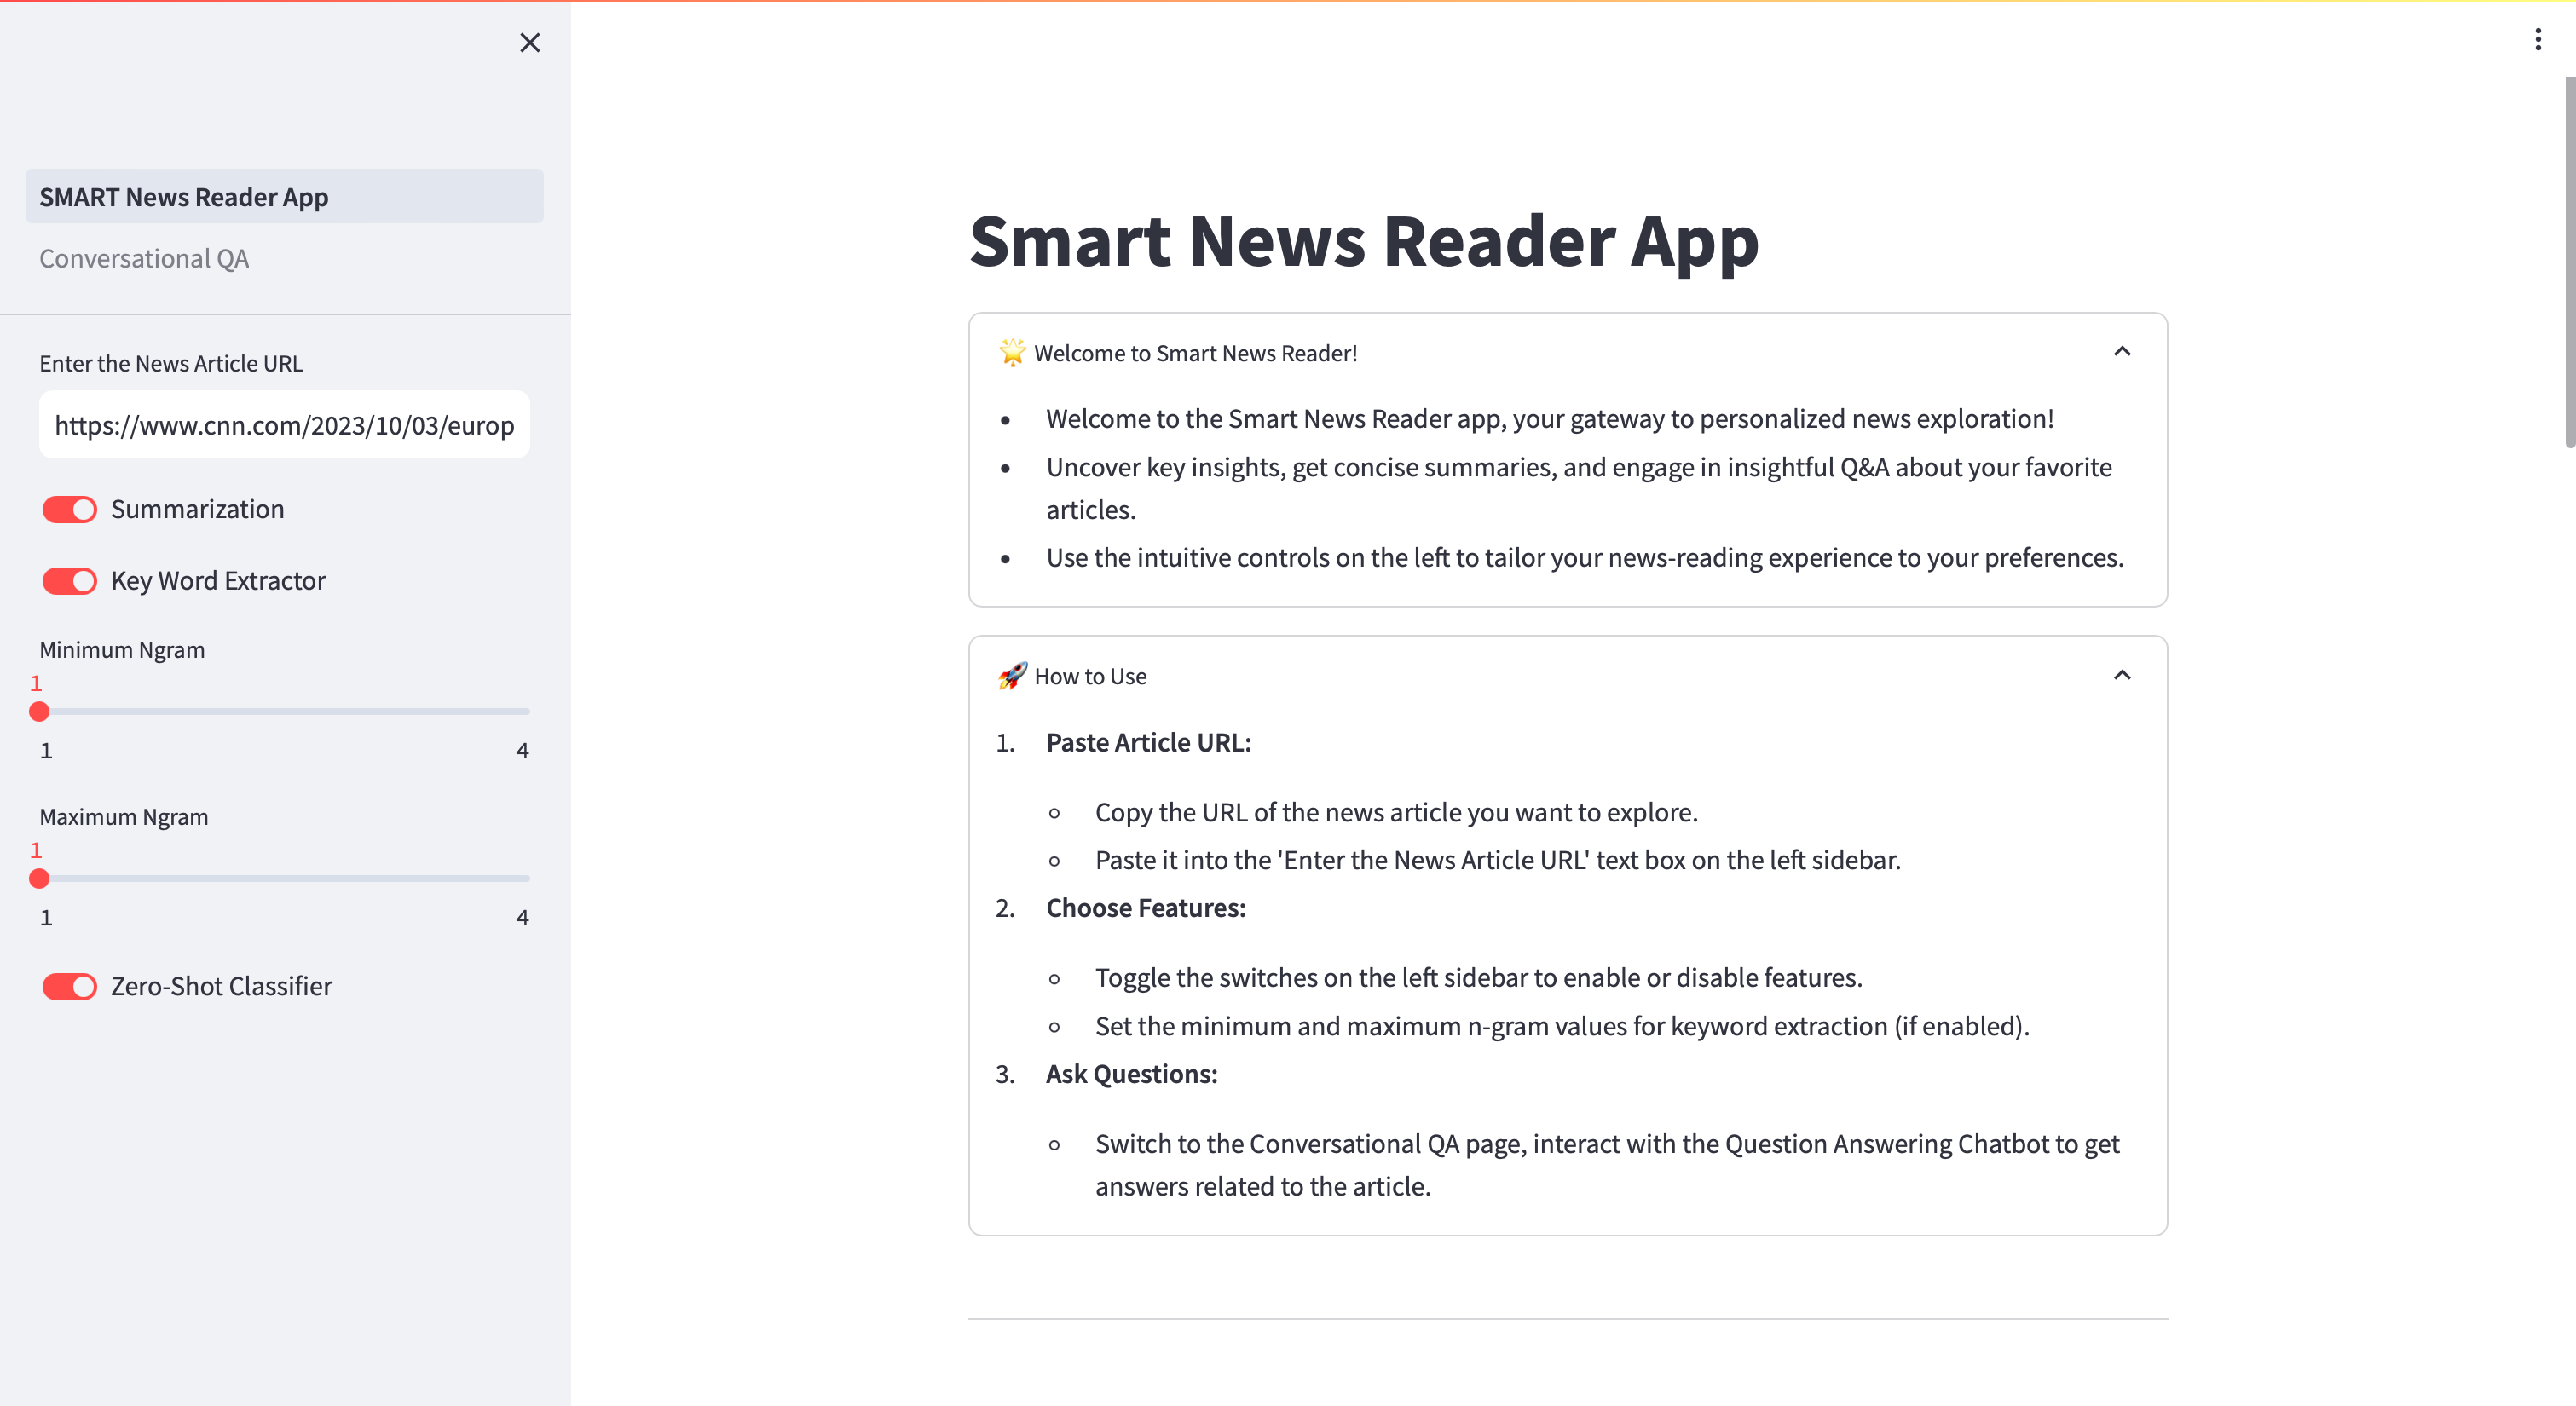 SMART News Reader App
Conversational QA
Enter the News Article URL
https://www.cnn.com/2023/10/03/europ
Summarization
Key Word Extractor
Minimum Ngram
1
1 4
Maximum Ngram
1
1 4
Zero-Shot Classifier
Smart News Reader App
🌟 Welcome to Smart News Reader!
• Welcome to the Smart News Reader app, your gateway to personalized news exploration!
• Uncover key insights, get concise summaries, and engage in insightful Q&A about your favorite
articles.
• Use the intuitive controls on the left to tailor your news-reading experience to your preferences.
🚀 How to Use
1. Paste Article URL:
◦ Copy the URL of the news article you want to explore.
◦ Paste it into the 'Enter the News Article URL' text box on the left sidebar.
2. Choose Features:
◦ Toggle the switches on the left sidebar to enable or disable features.
◦ Set the minimum and maximum n-gram values for keyword extraction (if enabled).
3. Ask Questions:
◦ Switch to the Conversational QA page, interact with the Question Answering Chatbot to get
answers related to the article.